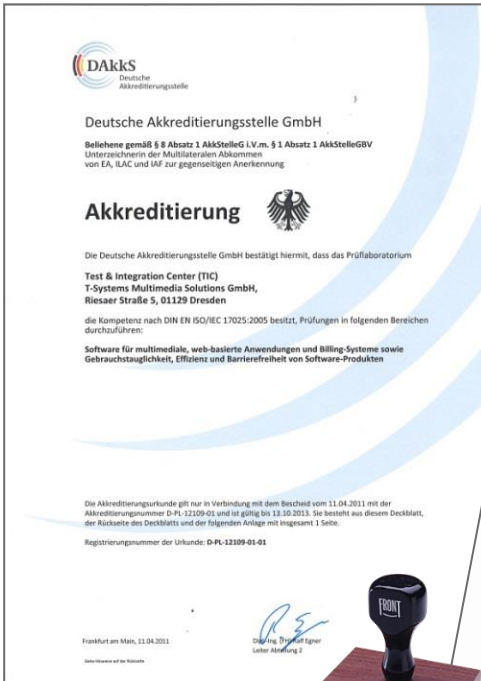 DAkkS
Deutsche
Akkreditierungsstelle
Deutsche Akkreditierungsstelle GmbH
Beliehene gemäß § 8 Absatz 1 AkkStelleG i.V.m. § 1 Absatz 1 AkkStelleGBV
Unterzeichnerin der Multilateralen Abkommen
von EA, ILAC und IAF zur gegenseitigen Anerkennung
Akkreditierung
Die Deutsche Akkreditierungsstelle GmbH bestätigt hiermit, dass das Prüflaboratorium
Test & Integration Center (TIC)
T-Systems Multimedia Solutions GmbH,
Riesaer Straße 5, 01129 Dresden
die Kompetenz nach DIN EN ISO/IEC 17025:2005 besitzt, Prüfungen in folgenden Bereichen
durchzuführen:
Software für multimediale, web-basierte Anwendungen und Billing-Systeme sowie
Gebrauchstauglichkeit, Effizienz und Barrierefreiheit von Software-Produkten
Die Akkreditierungsurkunde gilt nur in Verbindung mit dem Bescheid vom 11.04.2011 mit der
Akkreditierungsnummer D-PL-12109-01 und ist gültig bis 13.10.2013. Sie besteht aus diesem Deckblatt,
der Rückseite des Deckblatts und der folgenden Anlage mit insgesamt 1 Seite.
Registrierungsnummer der Urkunde: D-PL-12109-01-01
Frankfurt am Main, 11.04.2011
Egner
Leiter Abteilung 2
Siehe Hinweise auf der Rückseite
FRONT